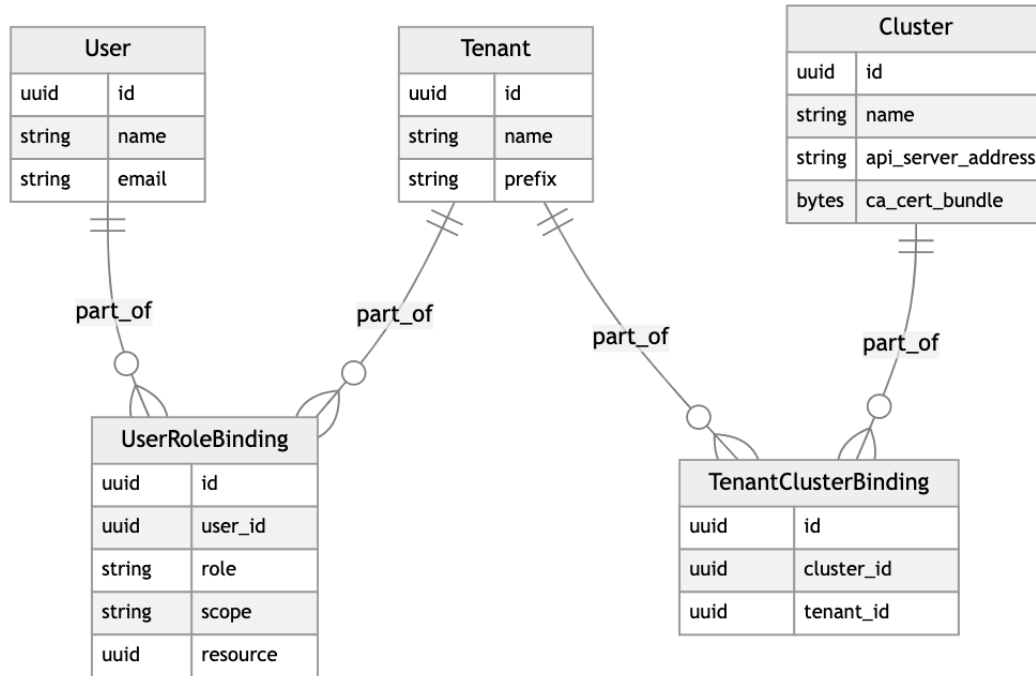 User
uuid id
string name
string email
Tenant
uuid id
string name
string prefix
Cluster
uuid id
string name
string api_server_address
bytes ca_cert_bundle
part_of
part_of
part_of
part_of
UserRoleBinding
uuid id
uuid user_id
string role
string scope
uuid resource
TenantClusterBinding
uuid id
uuid cluster_id
uuid tenant_id